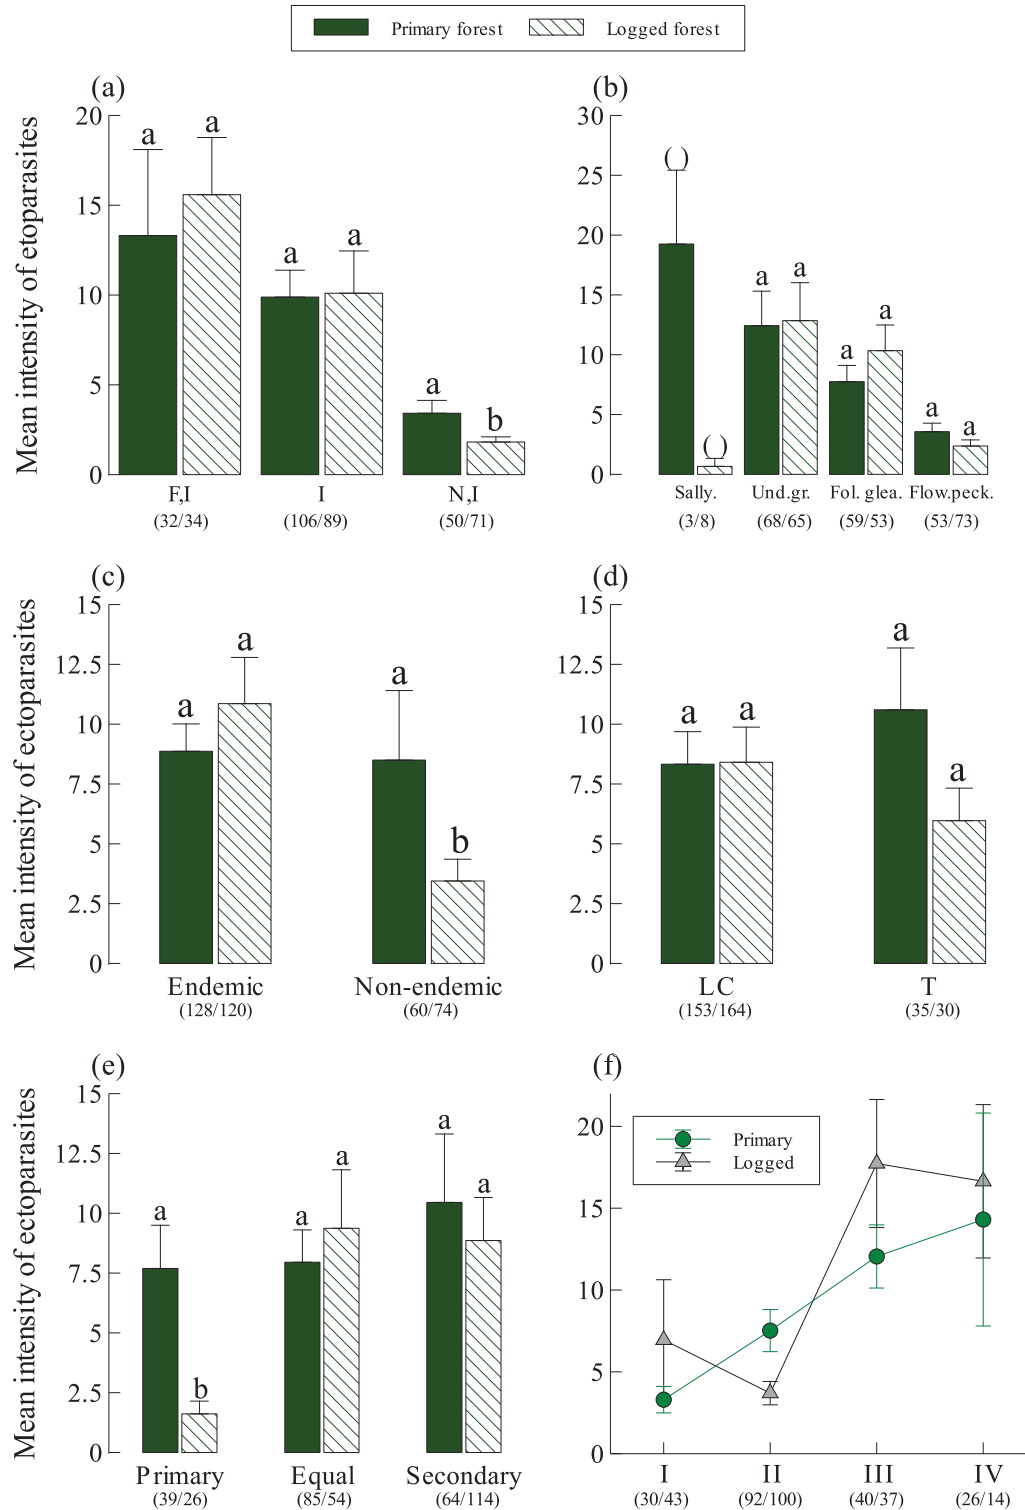 Primary forest Logged forest
(a) (b)
Mean intensity of etoparasites
20
15
10
5
0
a a a a a b
F,I I N,I
(32/34) (106/89) (50/71)
30
25
20
15
10
5
0
( ) ( ) a a a a a a
Sally. Und.gr. Fol. glea. Flow.peck.
(3/8) (68/65) (59/53) (53/73)
(c) (d)
Mean intensity of ectoparasites
15
12.5
10
7.5
5
2.5
0
a a a b
Endemic Non-endemic
(128/120) (60/74)
15
12.5
10
7.5
5
2.5
0
a a a a
LC T
(153/164) (35/30)
(e) (f)
Mean intensity of ectoparasites
15
12.5
10
7.5
5
2.5
0
a b a a a a
Primary Equal Secondary
(39/26) (85/54) (64/114)
Primary
Logged
20
15
10
5
0
I II III IV
(30/43) (92/100) (40/37) (26/14)